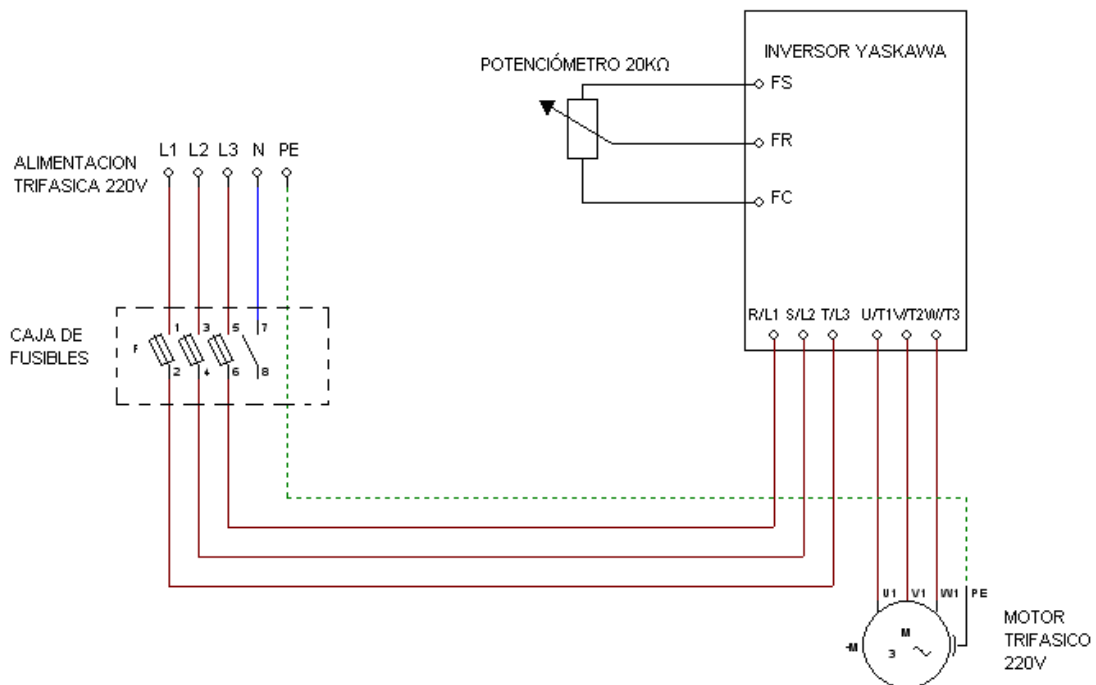 INVERSOR YASKAWA
POTENCIÓMETRO 20KΩ
FS
FR
FC
L1 L2 L3 N PE
ALIMENTACION
TRIFASICA 220V
CAJA DE
FUSIBLES
F
1 3 5 7
2 4 6 8
R/L1 S/L2 T/L3 U/T1 V/T2 W/T3
U1 V1 W1 PE
-M
M
3
MOTOR
TRIFASICO
220V